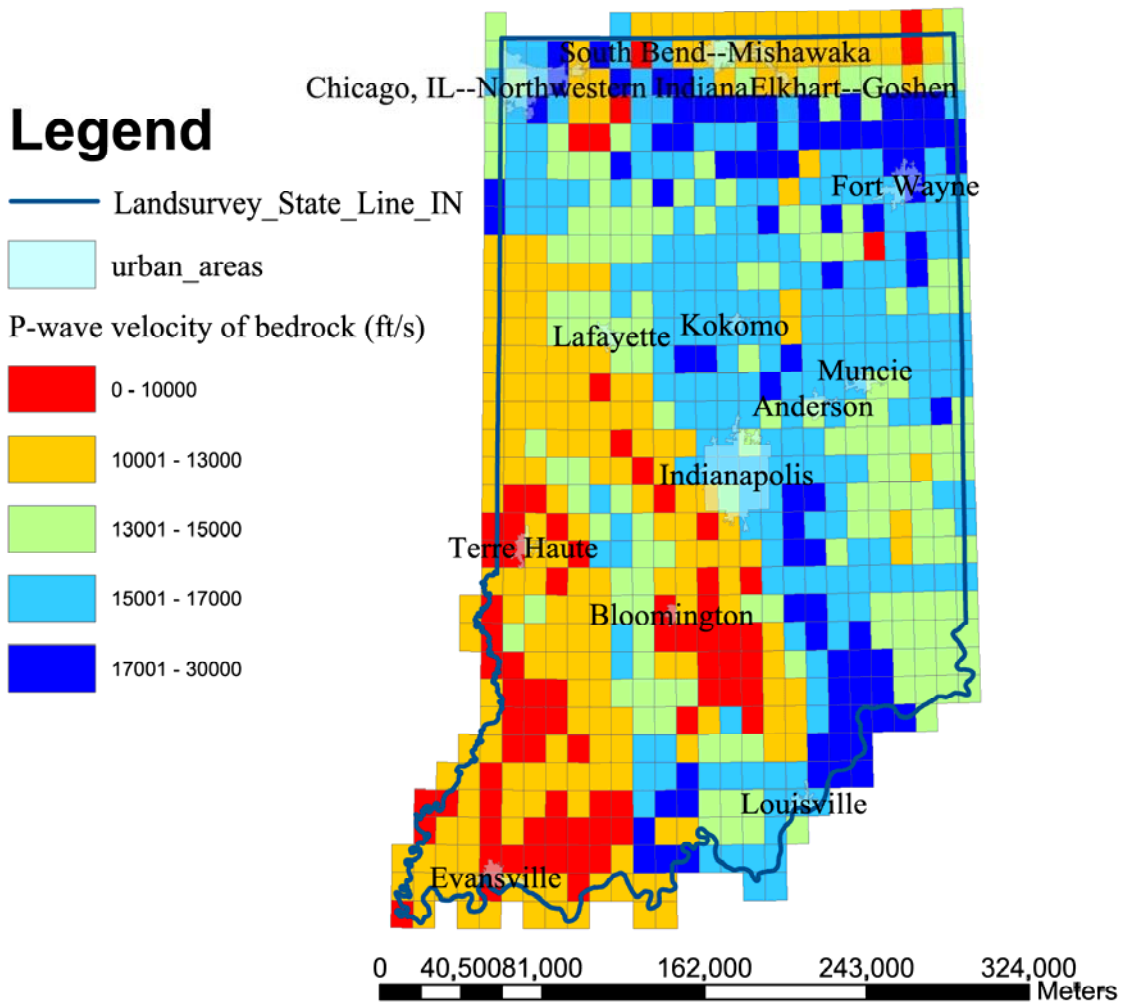 South Bend--Mishawaka
Chicago, IL--Northwestern IndianaElkhart--Goshen
Legend
Landsurvey_State_Line_IN
Fort Wayne
urban_areas
P-wave velocity of bedrock (ft/s)
Lafayette
Kokomo
0 - 10000
Muncie
Anderson
10001 - 13000
Indianapolis
13001 - 15000
Terre Haute
15001 - 17000
Bloomington
17001 - 30000
Louisville
Evansville
0 40,50081,000 162,000 243,000 324,000
Meters